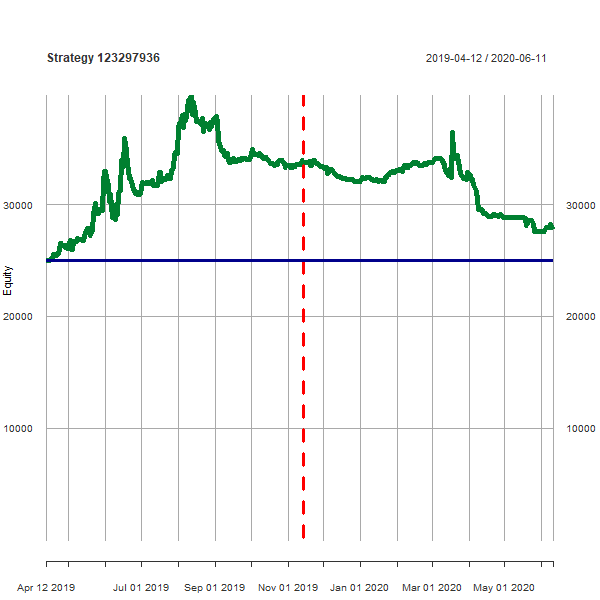 Strategy 123297936
2019-04-12 / 2020-06-11
30000
30000
Equity
20000
20000
10000
10000
Apr 12 2019
Jul 01 2019
Sep 01 2019
Nov 01 2019
Jan 01 2020
Mar 01 2020
May 01 2020